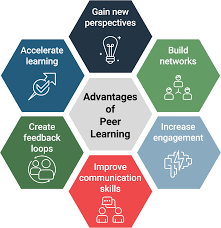 Gain new
perspectives
Accelerate
learning
Build
networks
Advantages
of
Peer
Learning
Create
feedback
loops
Increase
engagement
Improve
communication
skills